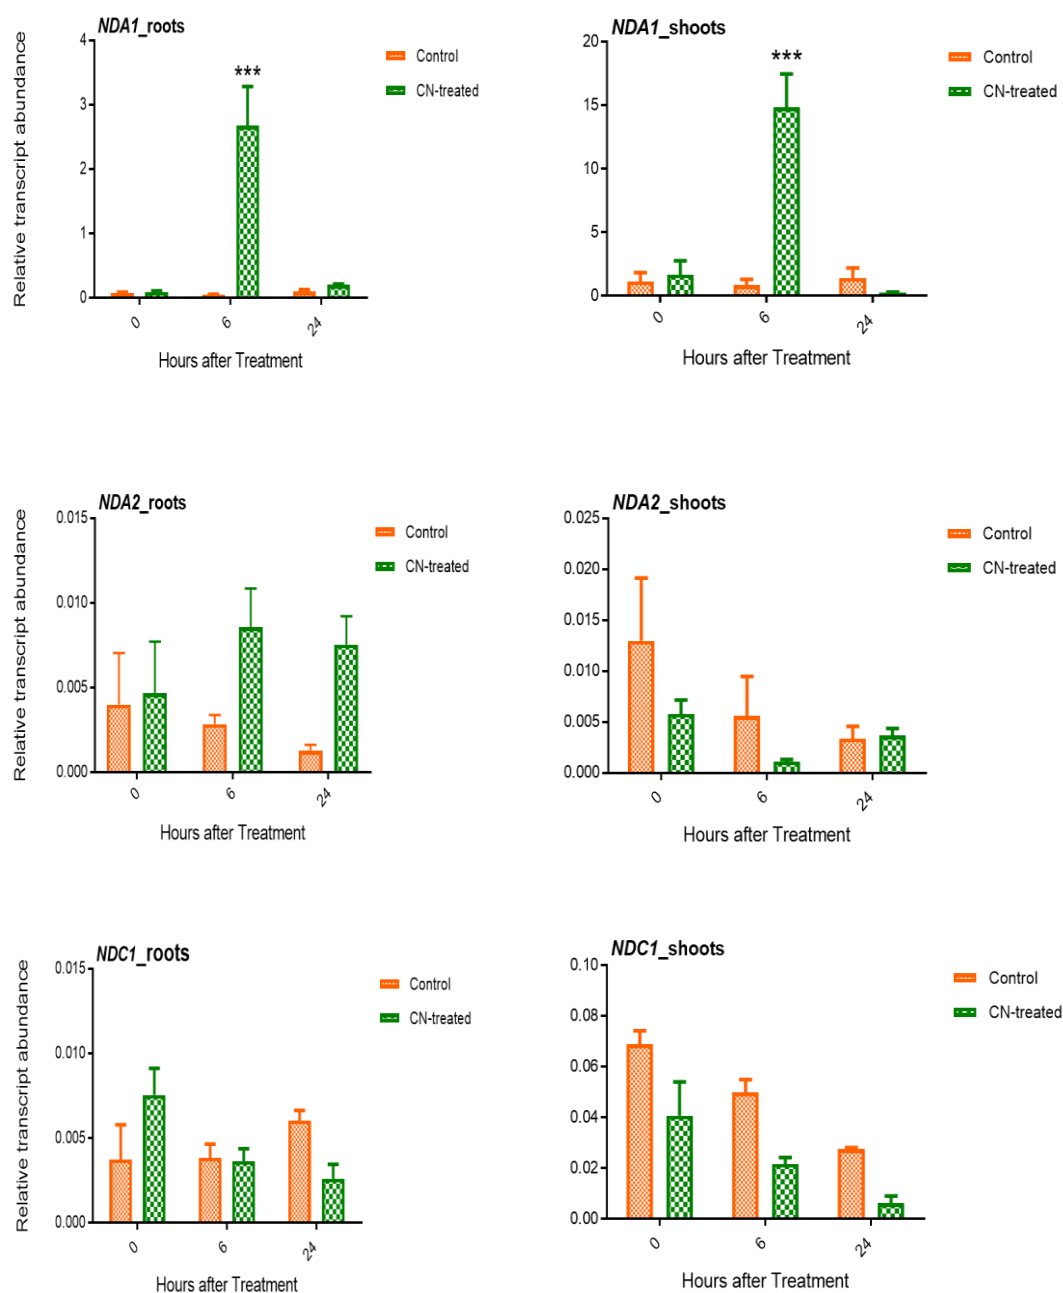 NDA1_roots
Relative transcript abundance
4
3
2
1
0
***
Control
CN-treated
0
6
24
Hours after Treatment
NDA1_shoots
20
15
10
5
0
***
Control
CN-treated
0
6
24
Hours after Treatment
NDA2_roots
Relative transcript abundance
0.015
0.010
0.005
0.000
Control
CN-treated
0
6
24
Hours after Treatment
NDA2_shoots
0.025
0.020
0.015
0.010
0.005
0.000
Control
CN-treated
0
6
24
Hours after Treatment
NDC1_roots
Relative transcript abundance
0.015
0.010
0.005
0.000
Control
CN-treated
0
6
24
Hours after Treatment
NDC1_shoots
0.10
0.08
0.06
0.04
0.02
0.00
Control
CN-treated
0
6
24
Hours after Treatment